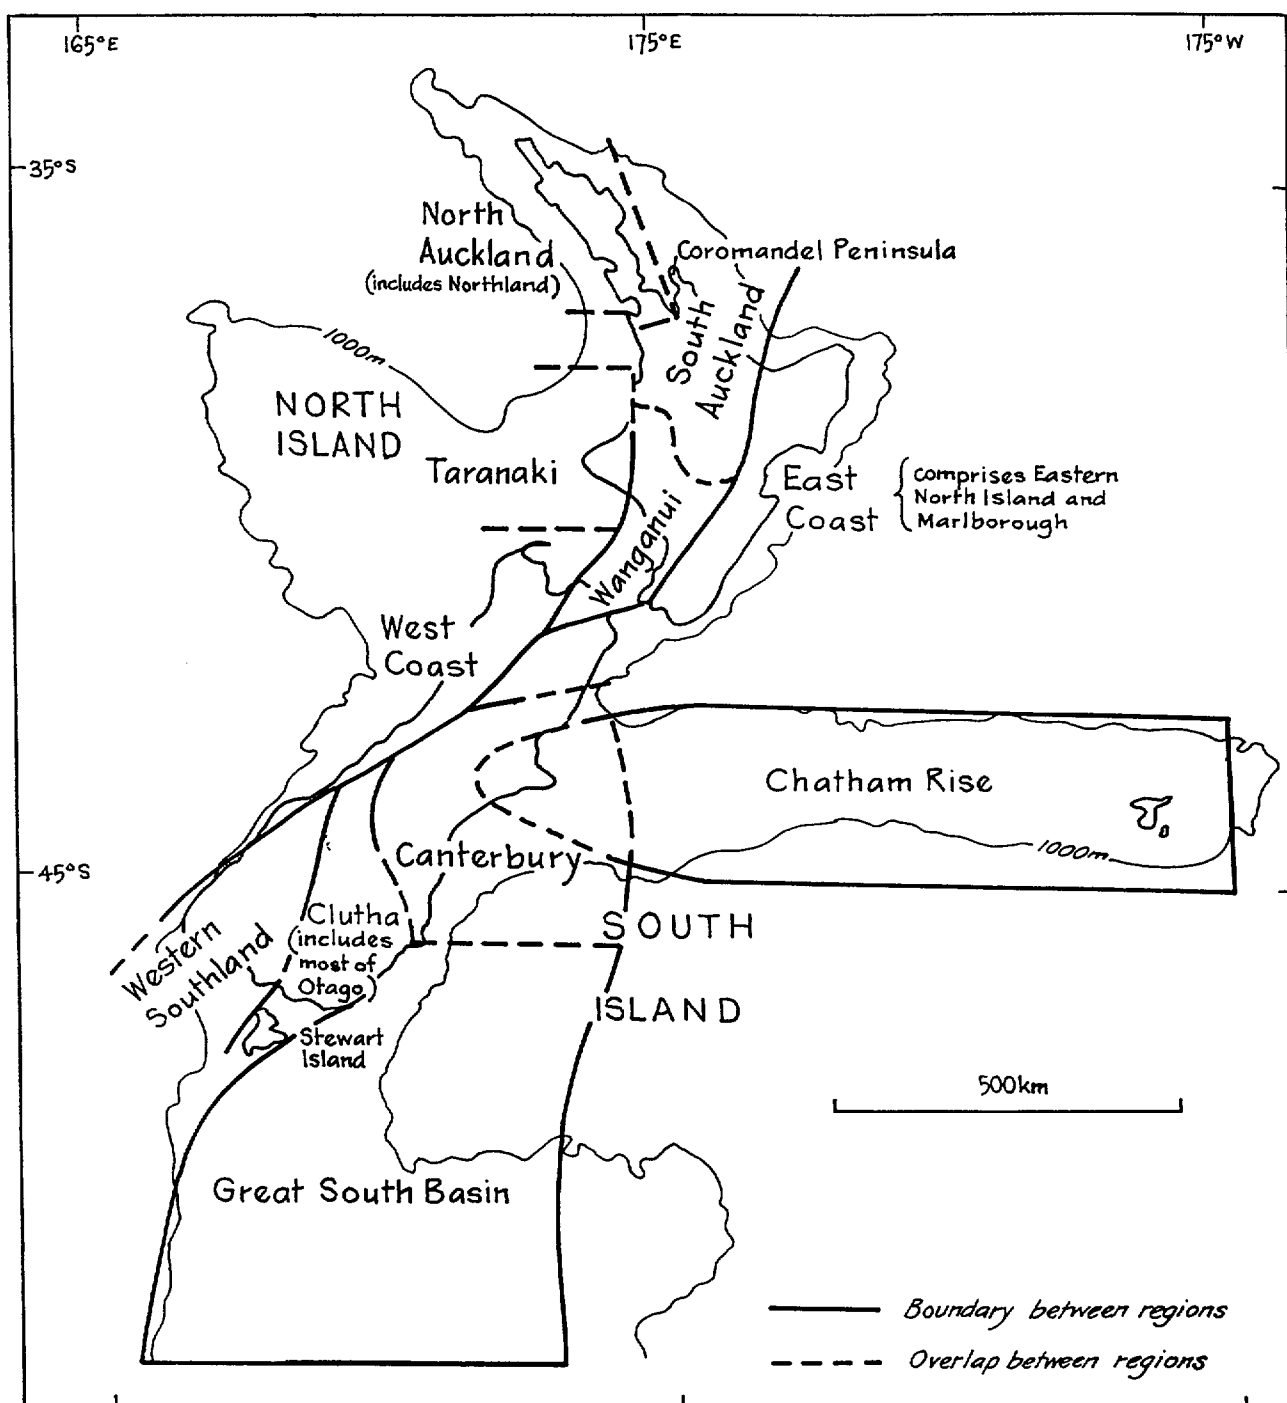 165°E
175°E
175°W
35°S
North
Auckland
(includes Northland)
Coromandel Peninsula
South
Auckland
1000m
NORTH
ISLAND
Taranaki
East
Coast
comprises Eastern
North Island and
Marlborough
Wanganui
West
Coast
Chatham Rise
1000m
45°S
Canterbury
SOUTH
ISLAND
Clutha
(includes
most of
Otago)
Western
Southland
Stewart
Island
500km
Great South Basin
Boundary between regions
Overlap between regions